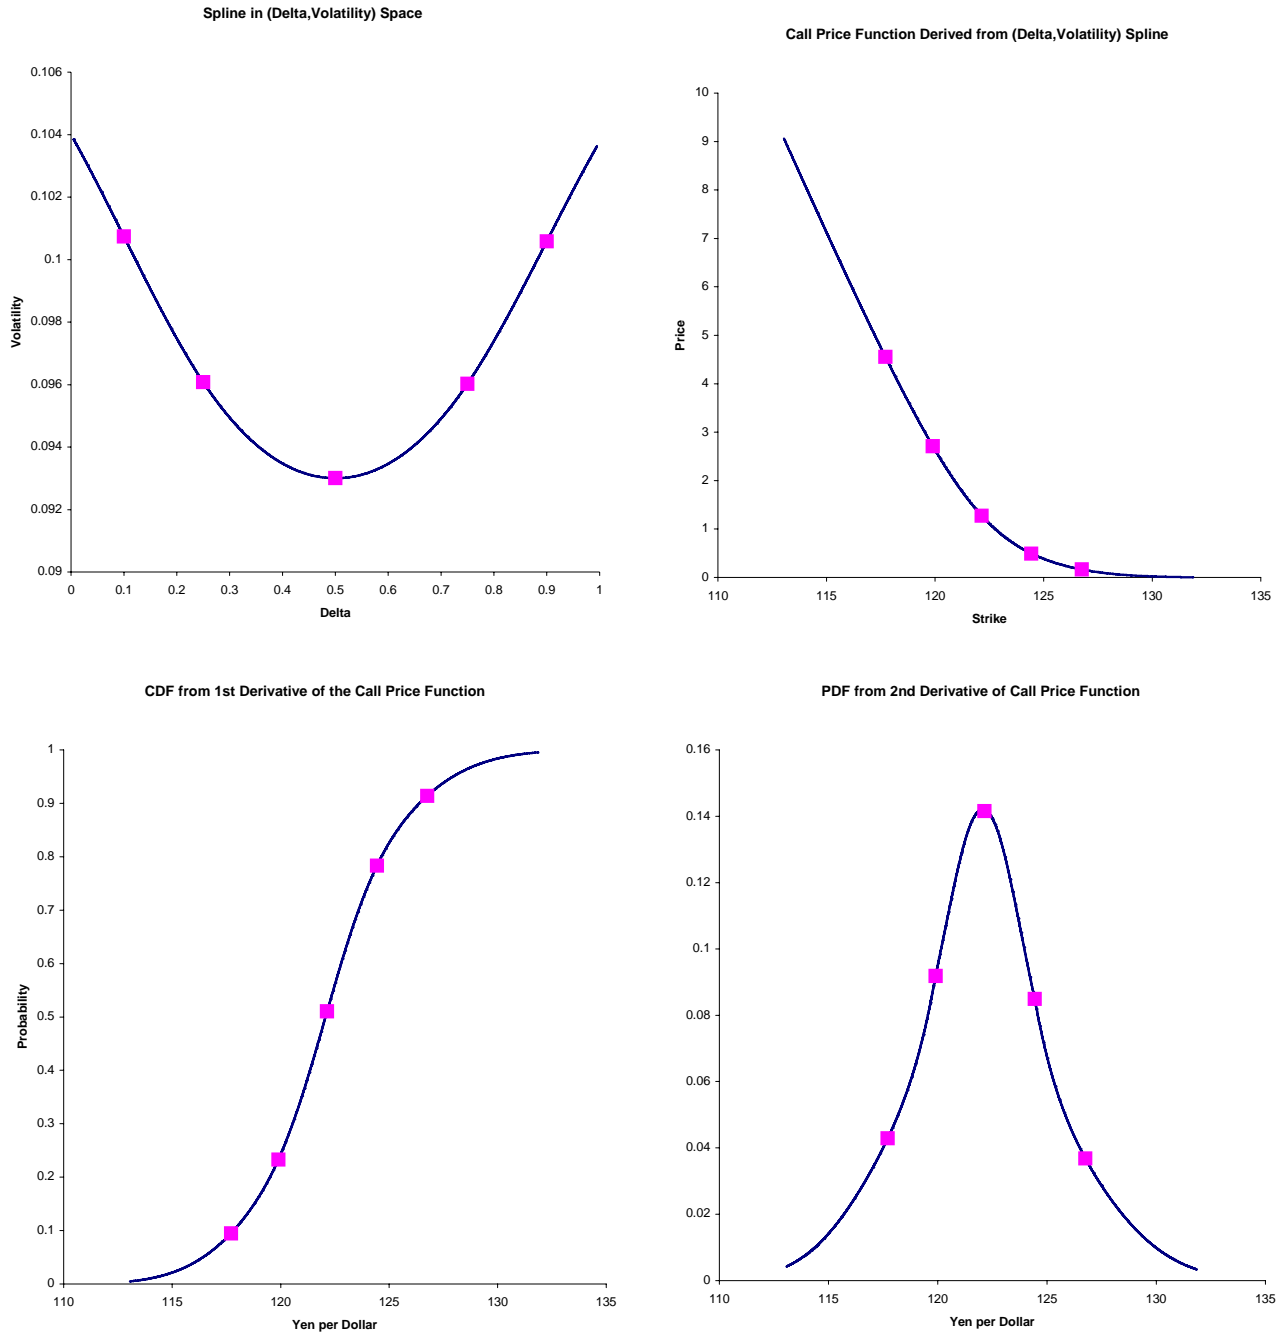 Spline in (Delta,Volatility) Space
0.106
0.104
0.102
0.1
0.098
0.096
0.094
0.092
0.09
Volatility
0 0.1 0.2 0.3 0.4 0.5 0.6 0.7 0.8 0.9 1
Delta
Call Price Function Derived from (Delta,Volatility) Spline
10
9
8
7
6
5
4
3
2
1
0
Price
110 115 120 125 130 135
Strike
CDF from 1st Derivative of the Call Price Function
1
0.9
0.8
0.7
0.6
0.5
0.4
0.3
0.2
0.1
0
Probability
110 115 120 125 130 135
Yen per Dollar
PDF from 2nd Derivative of Call Price Function
0.16
0.14
0.12
0.1
0.08
0.06
0.04
0.02
0
110 115 120 125 130 135
Yen per Dollar